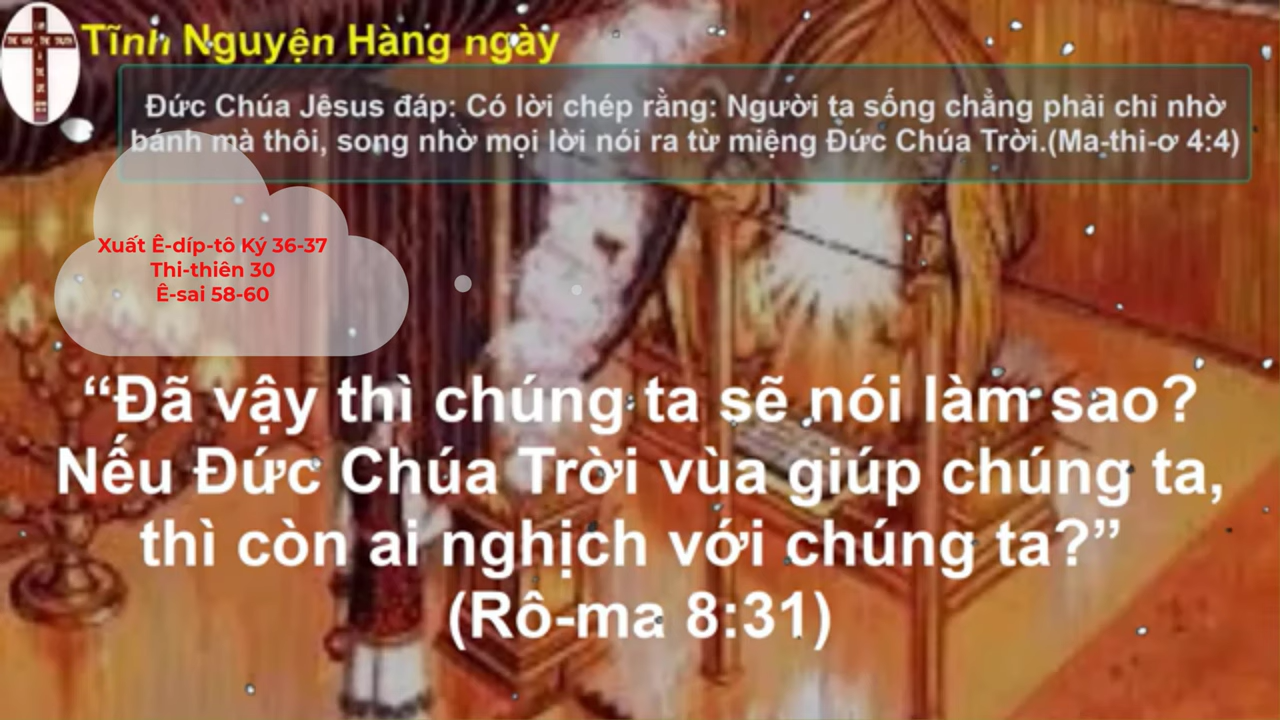 Tĩnh Nguyện Hàng ngày
Đức Chúa Jêsus đáp: Có lời chép rằng: Người ta sống chẳng phải chỉ nhờ
bánh mà thôi, song nhờ mọi lời nói ra từ miệng Đức Chúa Trời.(Ma-thi-ơ 4:4)
Xuất Ê-díp-tô Ký 36-37
Thi-thiên 30
Ê-sai 58-60
“Đã vậy thì chúng ta sẽ nói làm sao?
Nếu Đức Chúa Trời vùa giúp chúng ta,
thì còn ai nghịch với chúng ta?”
(Rô-ma 8:31)